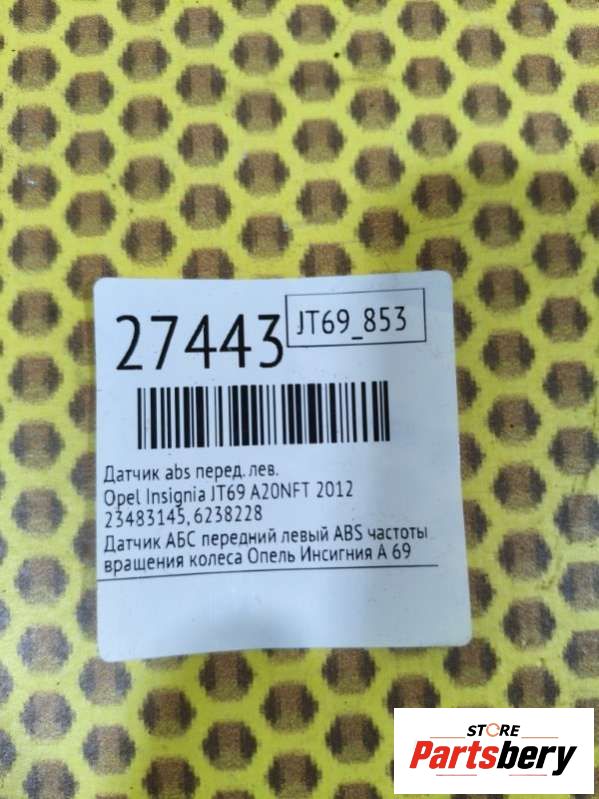 27443
JT69_853
Датчик abs перед. лев.
Opel Insignia JT69 A20NFT 2012
23483145, 6238228
Датчик АБС передний левый ABS частоты
вращения колеса Опель Инсигния А 69
STORE
Partsbery